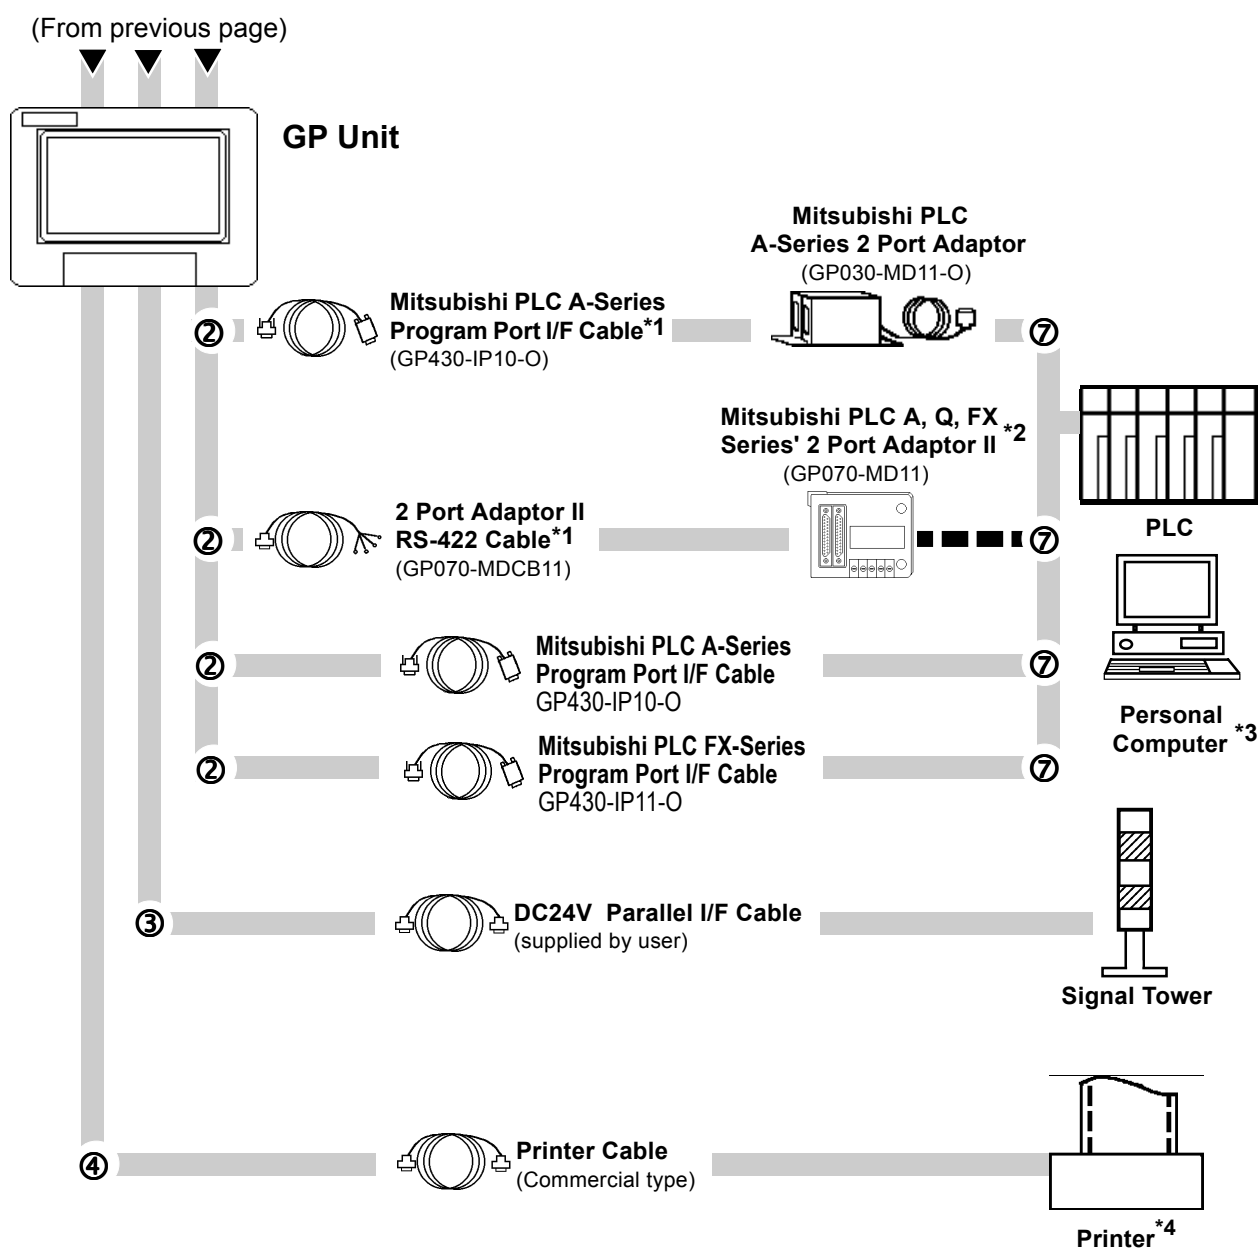 (From previous page)
GP Unit
Mitsubishi PLC
A-Series 2 Port Adaptor
(GP030-MD11-O)
② Mitsubishi PLC A-Series
Program Port I/F Cable*1
(GP430-IP10-O)
⑦
Mitsubishi PLC A, Q, FX
Series' 2 Port Adaptor II *2
(GP070-MD11)
② 2 Port Adaptor II
RS-422 Cable*1
(GP070-MDCB11)
⑦
PLC
② Mitsubishi PLC A-Series
Program Port I/F Cable
GP430-IP10-O
⑦
Personal
Computer *3
② Mitsubishi PLC FX-Series
Program Port I/F Cable
GP430-IP11-O
⑦
③ DC24V Parallel I/F Cable
(supplied by user)
Signal Tower
④ Printer Cable
(Commercial type)
Printer*4